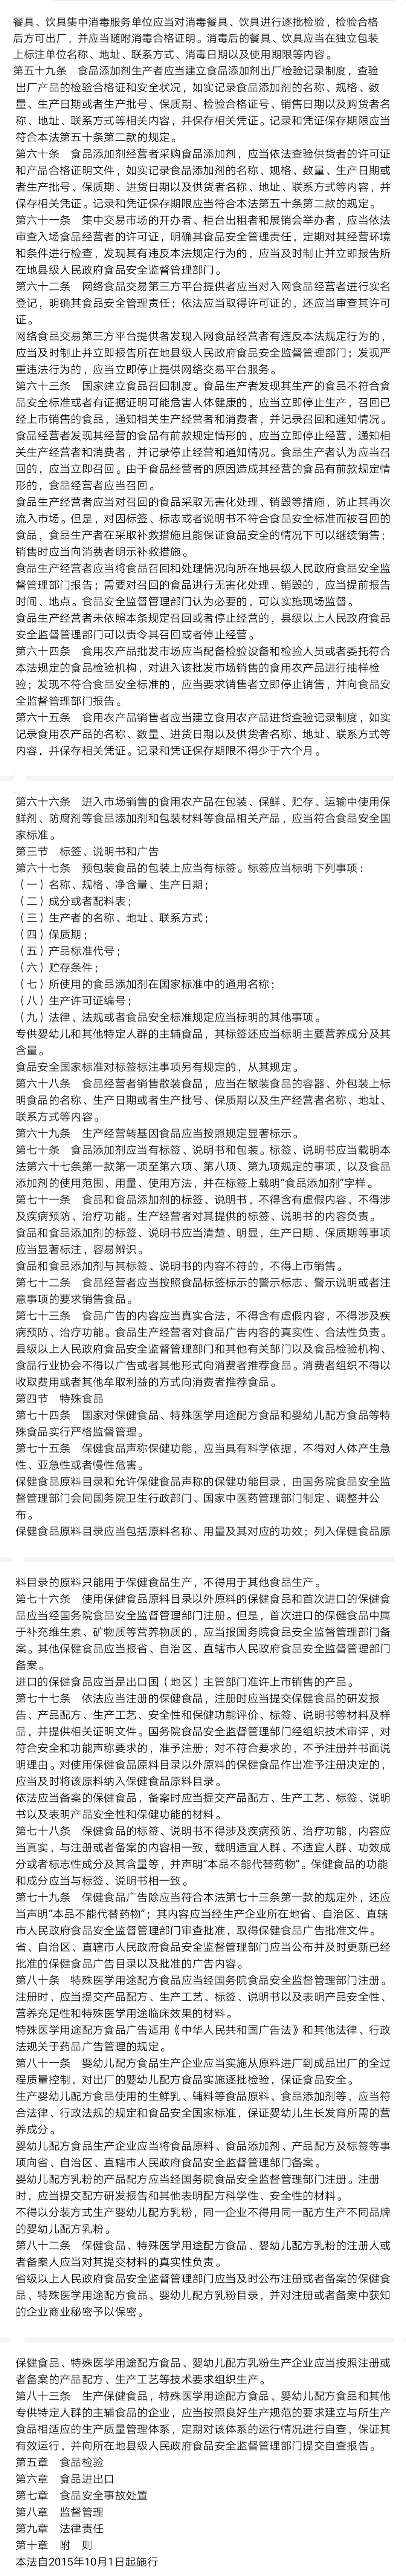 餐具、饮具集中消毒服务单位应当对消毒餐具、饮具进行逐批检验，检验合格
后方可出厂，并应当随附消毒合格证明。消毒后的餐具、饮具应当在独立包装
上标注单位名称、地址、联系方式、消毒日期以及使用期限等内容。
第五十九条　食品添加剂生产者应当建立食品添加剂出厂检验记录制度，查验
出厂产品的检验合格证和安全状况，如实记录食品添加剂的名称、规格、数
量、生产日期或者生产批号、保质期、检验合格证号、销售日期以及购货者名
称、地址、联系方式等相关内容，并保存相关凭证。记录和凭证保存期限应当
符合本法第五十条第二款的规定。
第六十条　食品添加剂经营者采购食品添加剂，应当依法查验供货者的许可证
和产品合格证明文件，如实记录食品添加剂的名称、规格、数量、生产日期或
者生产批号、保质期、进货日期以及供货者名称、地址、联系方式等内容，并
保存相关凭证。记录和凭证保存期限应当符合本法第五十条第二款的规定。
第六十一条　集中交易市场的开办者、柜台出租者和展销会举办者，应当依法
审查入场食品经营者的许可证，明确其食品安全管理责任，定期对其经营环境
和条件进行检查，发现其有违反本法规定行为的，应当及时制止并立即报告所
在地县级人民政府食品安全监督管理部门。
第六十二条　网络食品交易第三方平台提供者应当对入网食品经营者进行实名
登记，明确其食品安全管理责任；依法应当取得许可证的，还应当审查其许可
证。
网络食品交易第三方平台提供者发现入网食品经营者有违反本法规定行为的，
应当及时制止并立即报告所在地县级人民政府食品安全监督管理部门；发现严
重违法行为的，应当立即停止提供网络交易平台服务。
第六十三条　国家建立食品召回制度。食品生产者发现其生产的食品不符合食
品安全标准或者有证据证明可能危害人体健康的，应当立即停止生产，召回已
经上市销售的食品，通知相关生产经营者和消费者，并记录召回和通知情况。
食品经营者发现其经营的食品有前款规定情形的，应当立即停止经营，通知相
关生产经营者和消费者，并记录停止经营和通知情况。食品生产者认为应当召
回的，应当立即召回。由于食品经营者的原因造成其经营的食品有前款规定情
形的，食品经营者应当召回。
食品生产经营者应当对召回的食品采取无害化处理、销毁等措施，防止其再次
流入市场。但是，对因标签、标志或者说明书不符合食品安全标准而被召回的
食品，食品生产者在采取补救措施且能保证食品安全的情况下可以继续销售；
销售时应当向消费者明示补救措施。
食品生产经营者应当将食品召回和处理情况向所在地县级人民政府食品安全监
督管理部门报告；需要对召回的食品进行无害化处理、销毁的，应当提前报告
时间、地点。食品安全监督管理部门认为必要的，可以实施现场监督。
食品生产经营者未依照本条规定召回或者停止经营的，县级以上人民政府食品
安全监督管理部门可以责令其召回或者停止经营。
第六十四条　食用农产品批发市场应当配备检验设备和检验人员或者委托符合
本法规定的食品检验机构，对进入该批发市场销售的食用农产品进行抽样检
验；发现不符合食品安全标准的，应当要求销售者立即停止销售，并向食品安
全监督管理部门报告。
第六十五条　食用农产品销售者应当建立食用农产品进货查验记录制度，如实
记录食用农产品的名称、数量、进货日期以及供货者名称、地址、联系方式等
内容，并保存相关凭证。记录和凭证保存期限不得少于六个月。
第六十六条　进入市场销售的食用农产品在包装、保鲜、贮存、运输中使用保
鲜剂、防腐剂等食品添加剂和包装材料等食品相关产品，应当符合食品安全国
家标准。
第三节　标签、说明书和广告
第六十七条　预包装食品的包装上应当有标签。标签应当标明下列事项：
（一）名称、规格、净含量、生产日期；
（二）成分或者配料表；
（三）生产者的名称、地址、联系方式；
（四）保质期；
（五）产品标准代号；
（六）贮存条件；
（七）所使用的食品添加剂在国家标准中的通用名称；
（八）生产许可证编号；
（九）法律、法规或者食品安全标准规定应当标明的其他事项。
专供婴幼儿和其他特定人群的主辅食品，其标签还应当标明主要营养成分及其
含量。
食品安全国家标准对标签标注事项另有规定的，从其规定。
第六十八条　食品经营者销售散装食品，应当在散装食品的容器、外包装上标
明食品的名称、生产日期或者生产批号、保质期以及生产经营者名称、地址、
联系方式等内容。
第六十九条　生产经营转基因食品应当按照规定显著标示。
第七十条　食品添加剂应当有标签、说明书和包装。标签、说明书应当载明本
法第六十七条第一款第一项至第六项、第八项、第九项规定的事项，以及食品
添加剂的使用范围、用量、使用方法，并在标签上载明“食品添加剂”字样。
第七十一条　食品和食品添加剂的标签、说明书，不得含有虚假内容，不得涉
及疾病预防、治疗功能。生产经营者对其提供的标签、说明书的内容负责。
食品和食品添加剂的标签、说明书应当清楚、明显，生产日期、保质期等事项
应当显著标注，容易辨识。
食品和食品添加剂与其标签、说明书的内容不符的，不得上市销售。
第七十二条　食品经营者应当按照食品标签标示的警示标志、警示说明或者注
意事项的要求销售食品。
第七十三条　食品广告的内容应当真实合法，不得含有虚假内容，不得涉及疾
病预防、治疗功能。食品生产经营者对食品广告内容的真实性、合法性负责。
县级以上人民政府食品安全监督管理部门和其他有关部门以及食品检验机构、
食品行业协会不得以广告或者其他形式向消费者推荐食品。消费者组织不得以
收取费用或者其他牟取利益的方式向消费者推荐食品。
第四节　特殊食品
第七十四条　国家对保健食品、特殊医学用途配方食品和婴幼儿配方食品等特
殊食品实行严格监督管理。
第七十五条　保健食品声称保健功能，应当具有科学依据，不得对人体产生急
性、亚急性或者慢性危害。
保健食品原料目录和允许保健食品声称的保健功能目录，由国务院食品安全监
督管理部门会同国务院卫生行政部门、国家中医药管理部门制定、调整并公
布。
保健食品原料目录应当包括原料名称、用量及其对应的功效；列入保健食品原
料目录的原料只能用于保健食品生产，不得用于其他食品生产。
第七十六条　使用保健食品原料目录以外原料的保健食品和首次进口的保健食
品应当经国务院食品安全监督管理部门注册。但是，首次进口的保健食品中属
于补充维生素、矿物质等营养物质的，应当报国务院食品安全监督管理部门备
案。其他保健食品应当报省、自治区、直辖市人民政府食品安全监督管理部门
备案。
进口的保健食品应当是出口国（地区）主管部门准许上市销售的产品。
第七十七条　依法应当注册的保健食品，注册时应当提交保健食品的研发报
告、产品配方、生产工艺、安全性和保健功能评价、标签、说明书等材料及样
品，并提供相关证明文件。国务院食品安全监督管理部门经组织技术审评，对
符合安全和功能声称要求的，准予注册；对不符合要求的，不予注册并书面说
明理由。对使用保健食品原料目录以外原料的保健食品作出准予注册决定的，
应当及时将该原料纳入保健食品原料目录。
依法应当备案的保健食品，备案时应当提交产品配方、生产工艺、标签、说明
书以及表明产品安全性和保健功能的材料。
第七十八条　保健食品的标签、说明书不得涉及疾病预防、治疗功能，内容应
当真实，与注册或者备案的内容相一致，载明适宜人群、不适宜人群、功效成
分或者标志性成分及其含量等，并声明“本品不能代替药物”。保健食品的功能
和成分应当与标签、说明书相一致。
第七十九条　保健食品广告除应当符合本法第七十三条第一款的规定外，还应
当声明“本品不能代替药物”；其内容应当经生产企业所在地省、自治区、直辖
市人民政府食品安全监督管理部门审查批准，取得保健食品广告批准文件。
省、自治区、直辖市人民政府食品安全监督管理部门应当公布并及时更新已经
批准的保健食品广告目录以及批准的广告内容。
第八十条　特殊医学用途配方食品应当经国务院食品安全监督管理部门注册。
注册时，应当提交产品配方、生产工艺、标签、说明书以及表明产品安全性、
营养充足性和特殊医学用途临床效果的材料。
特殊医学用途配方食品广告适用《中华人民共和国广告法》和其他法律、行政
法规关于药品广告管理的规定。
第八十一条　婴幼儿配方食品生产企业应当实施从原料进厂到成品出厂的全过
程质量控制，对出厂的婴幼儿配方食品实施逐批检验，保证食品安全。
生产婴幼儿配方食品使用的生鲜乳、辅料等食品原料、食品添加剂等，应当符
合法律、行政法规的规定和食品安全国家标准，保证婴幼儿生长发育所需的营
养成分。
婴幼儿配方食品生产企业应当将食品原料、食品添加剂、产品配方及标签等事
项向省、自治区、直辖市人民政府食品安全监督管理部门备案。
婴幼儿配方乳粉的产品配方应当经国务院食品安全监督管理部门注册。注册
时，应当提交配方研发报告和其他表明配方科学性、安全性的材料。
不得以分装方式生产婴幼儿配方乳粉，同一企业不得用同一配方生产不同品牌
的婴幼儿配方乳粉。
第八十二条　保健食品、特殊医学用途配方食品、婴幼儿配方乳粉的注册人或
者备案人应当对其提交材料的真实性负责。
省级以上人民政府食品安全监督管理部门应当及时公布注册或者备案的保健食
品、特殊医学用途配方食品、婴幼儿配方乳粉目录，并对注册或者备案中获知
的企业商业秘密予以保密。
保健食品、特殊医学用途配方食品、婴幼儿配方乳粉生产企业应当按照注册或
者备案的产品配方、生产工艺等技术要求组织生产。
第八十三条　生产保健食品，特殊医学用途配方食品、婴幼儿配方食品和其他
专供特定人群的主辅食品的企业，应当按照良好生产规范的要求建立与所生产
食品相适应的生产质量管理体系，定期对该体系的运行情况进行自查，保证其
有效运行，并向所在地县级人民政府食品安全监督管理部门提交自查报告。
第五章　食品检验
第六章　食品进出口
第七章　食品安全事故处置
第八章　监督管理
第九章　法律责任
第十章　附　则
本法自2015年10月1日起施行